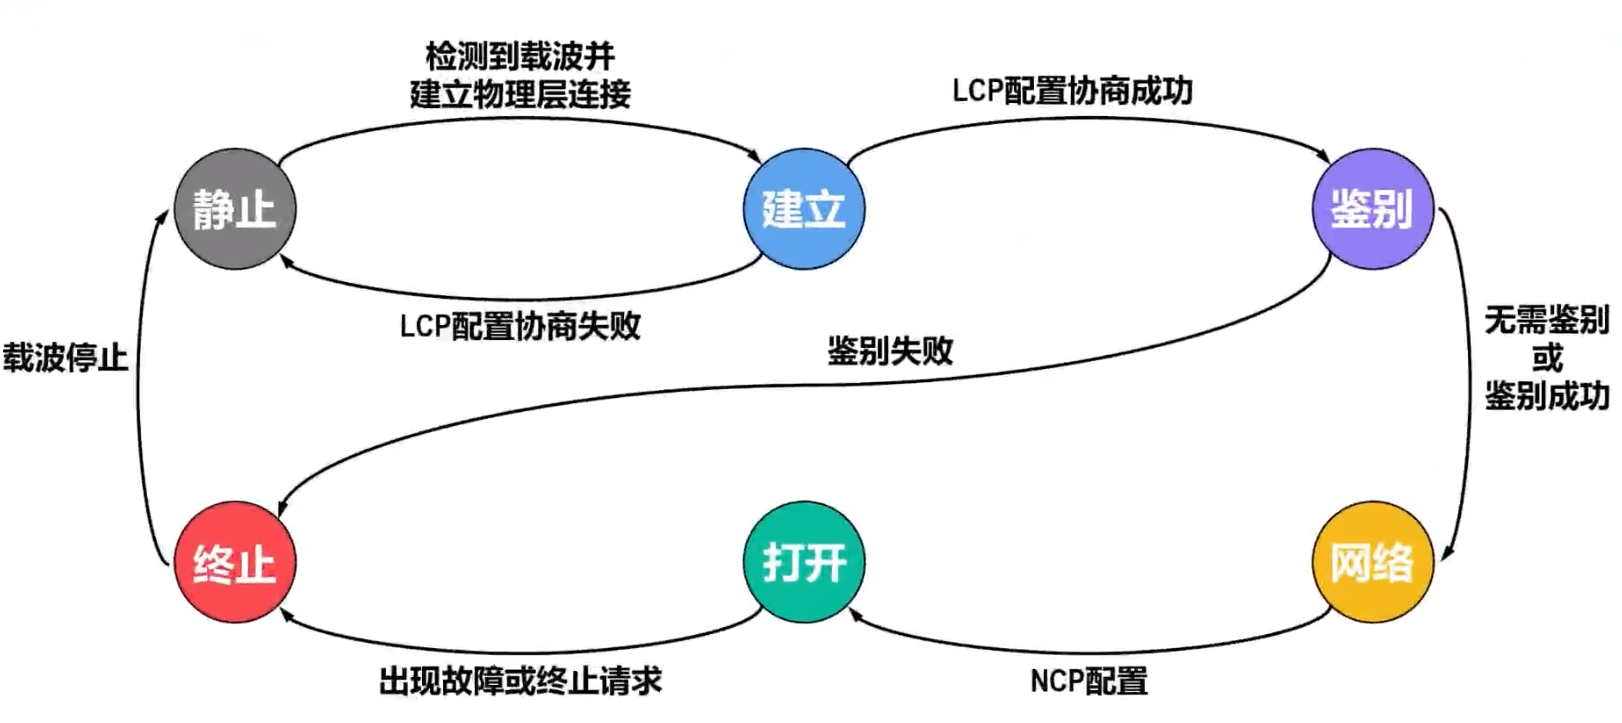 检测到载波并
建立物理层连接
LCP配置协商成功
静止
建立
鉴别
LCP配置协商失败
载波停止
鉴别失败
无需鉴别
或
鉴别成功
终止
打开
网络
出现故障或终止请求
NCP配置